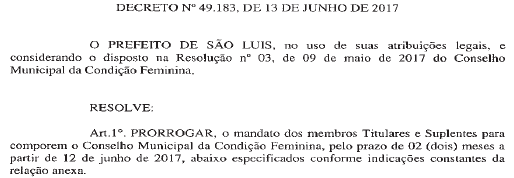 DECRETO Nº 49.183, DE 13 DE JUNHO DE 2017
O PREFEITO DE SÃO LUIS, no uso de suas atribuições legais, e
considerando o disposto na Resolução nº 03, de 09 de maio de 2017 do Conselho
Municipal da Condição Feminina.
RESOLVE:
Art.1º. PRORROGAR, o mandato dos membros Titulares e Suplentes para
comporem o Conselho Municipal da Condição Feminina, pelo prazo de 02 (dois) meses a
partir de 12 de junho de 2017, abaixo especificados conforme indicações constantes da
relação anexa.